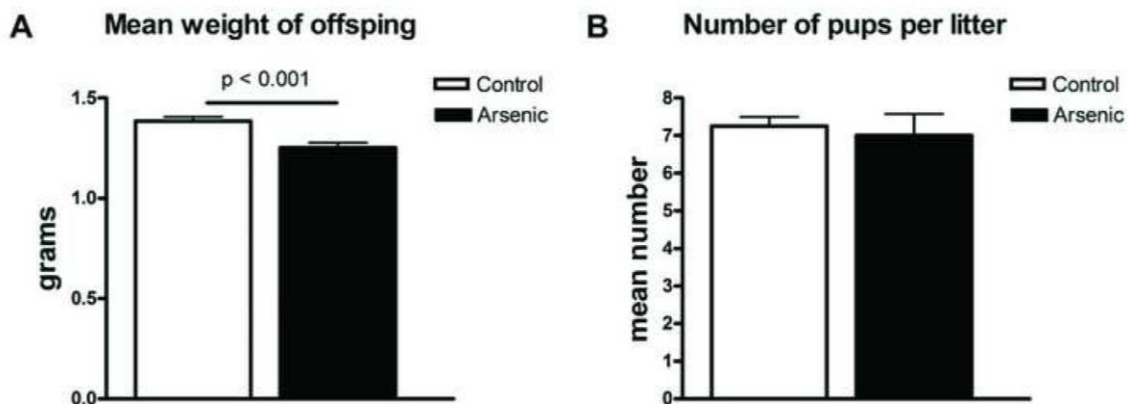 A Mean weight of offsping
p < 0.001
Control
Arsenic
1.5
1.0
0.5
0.0
grams
B Number of pups per litter
Control
Arsenic
8
7
6
5
4
3
2
1
0
mean number